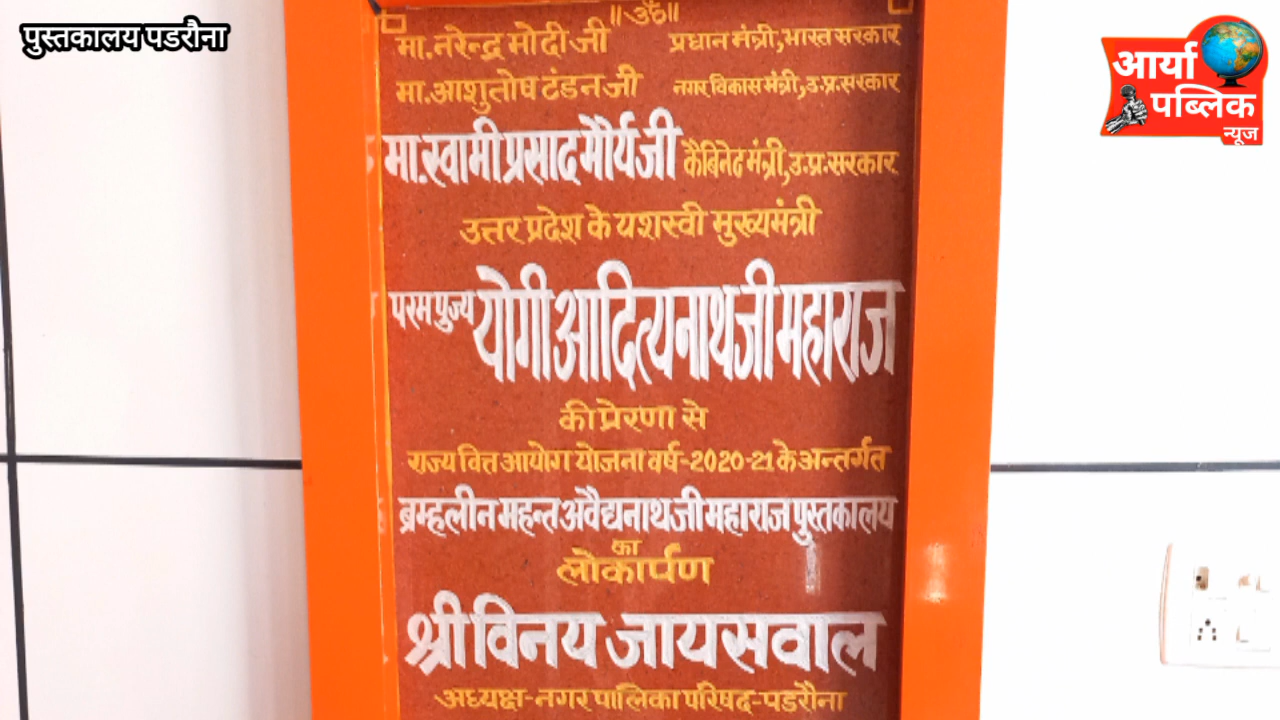 पुस्तकालय पडरौना
आर्या
पब्लिक
न्यूज
॥ॐ॥
मा.नरेन्द्र मोदी जी प्रधान मंत्री,भारत सरकार
मा.आशुतोष टंडन जी नगर विकास मंत्री,उ.प्र.सरकार
मा.स्वामी प्रसाद मौर्य जी कैबिनेट मंत्री,उ.प्र.सरकार
उत्तर प्रदेश के यशस्वी मुख्यमंत्री
परम पुज्य योगी आदित्यनाथ जी महाराज
की प्रेरणा से
राज्य वित्त आयोग योजना वर्ष-2020-21 के अन्तर्गत
ब्रम्हलीन महन्त अवैद्यनाथ जी महाराज पुस्तकालय
का
लोकार्पण
श्री विनय जायसवाल
अध्यक्ष-नगर पालिका परिषद-पडरौना